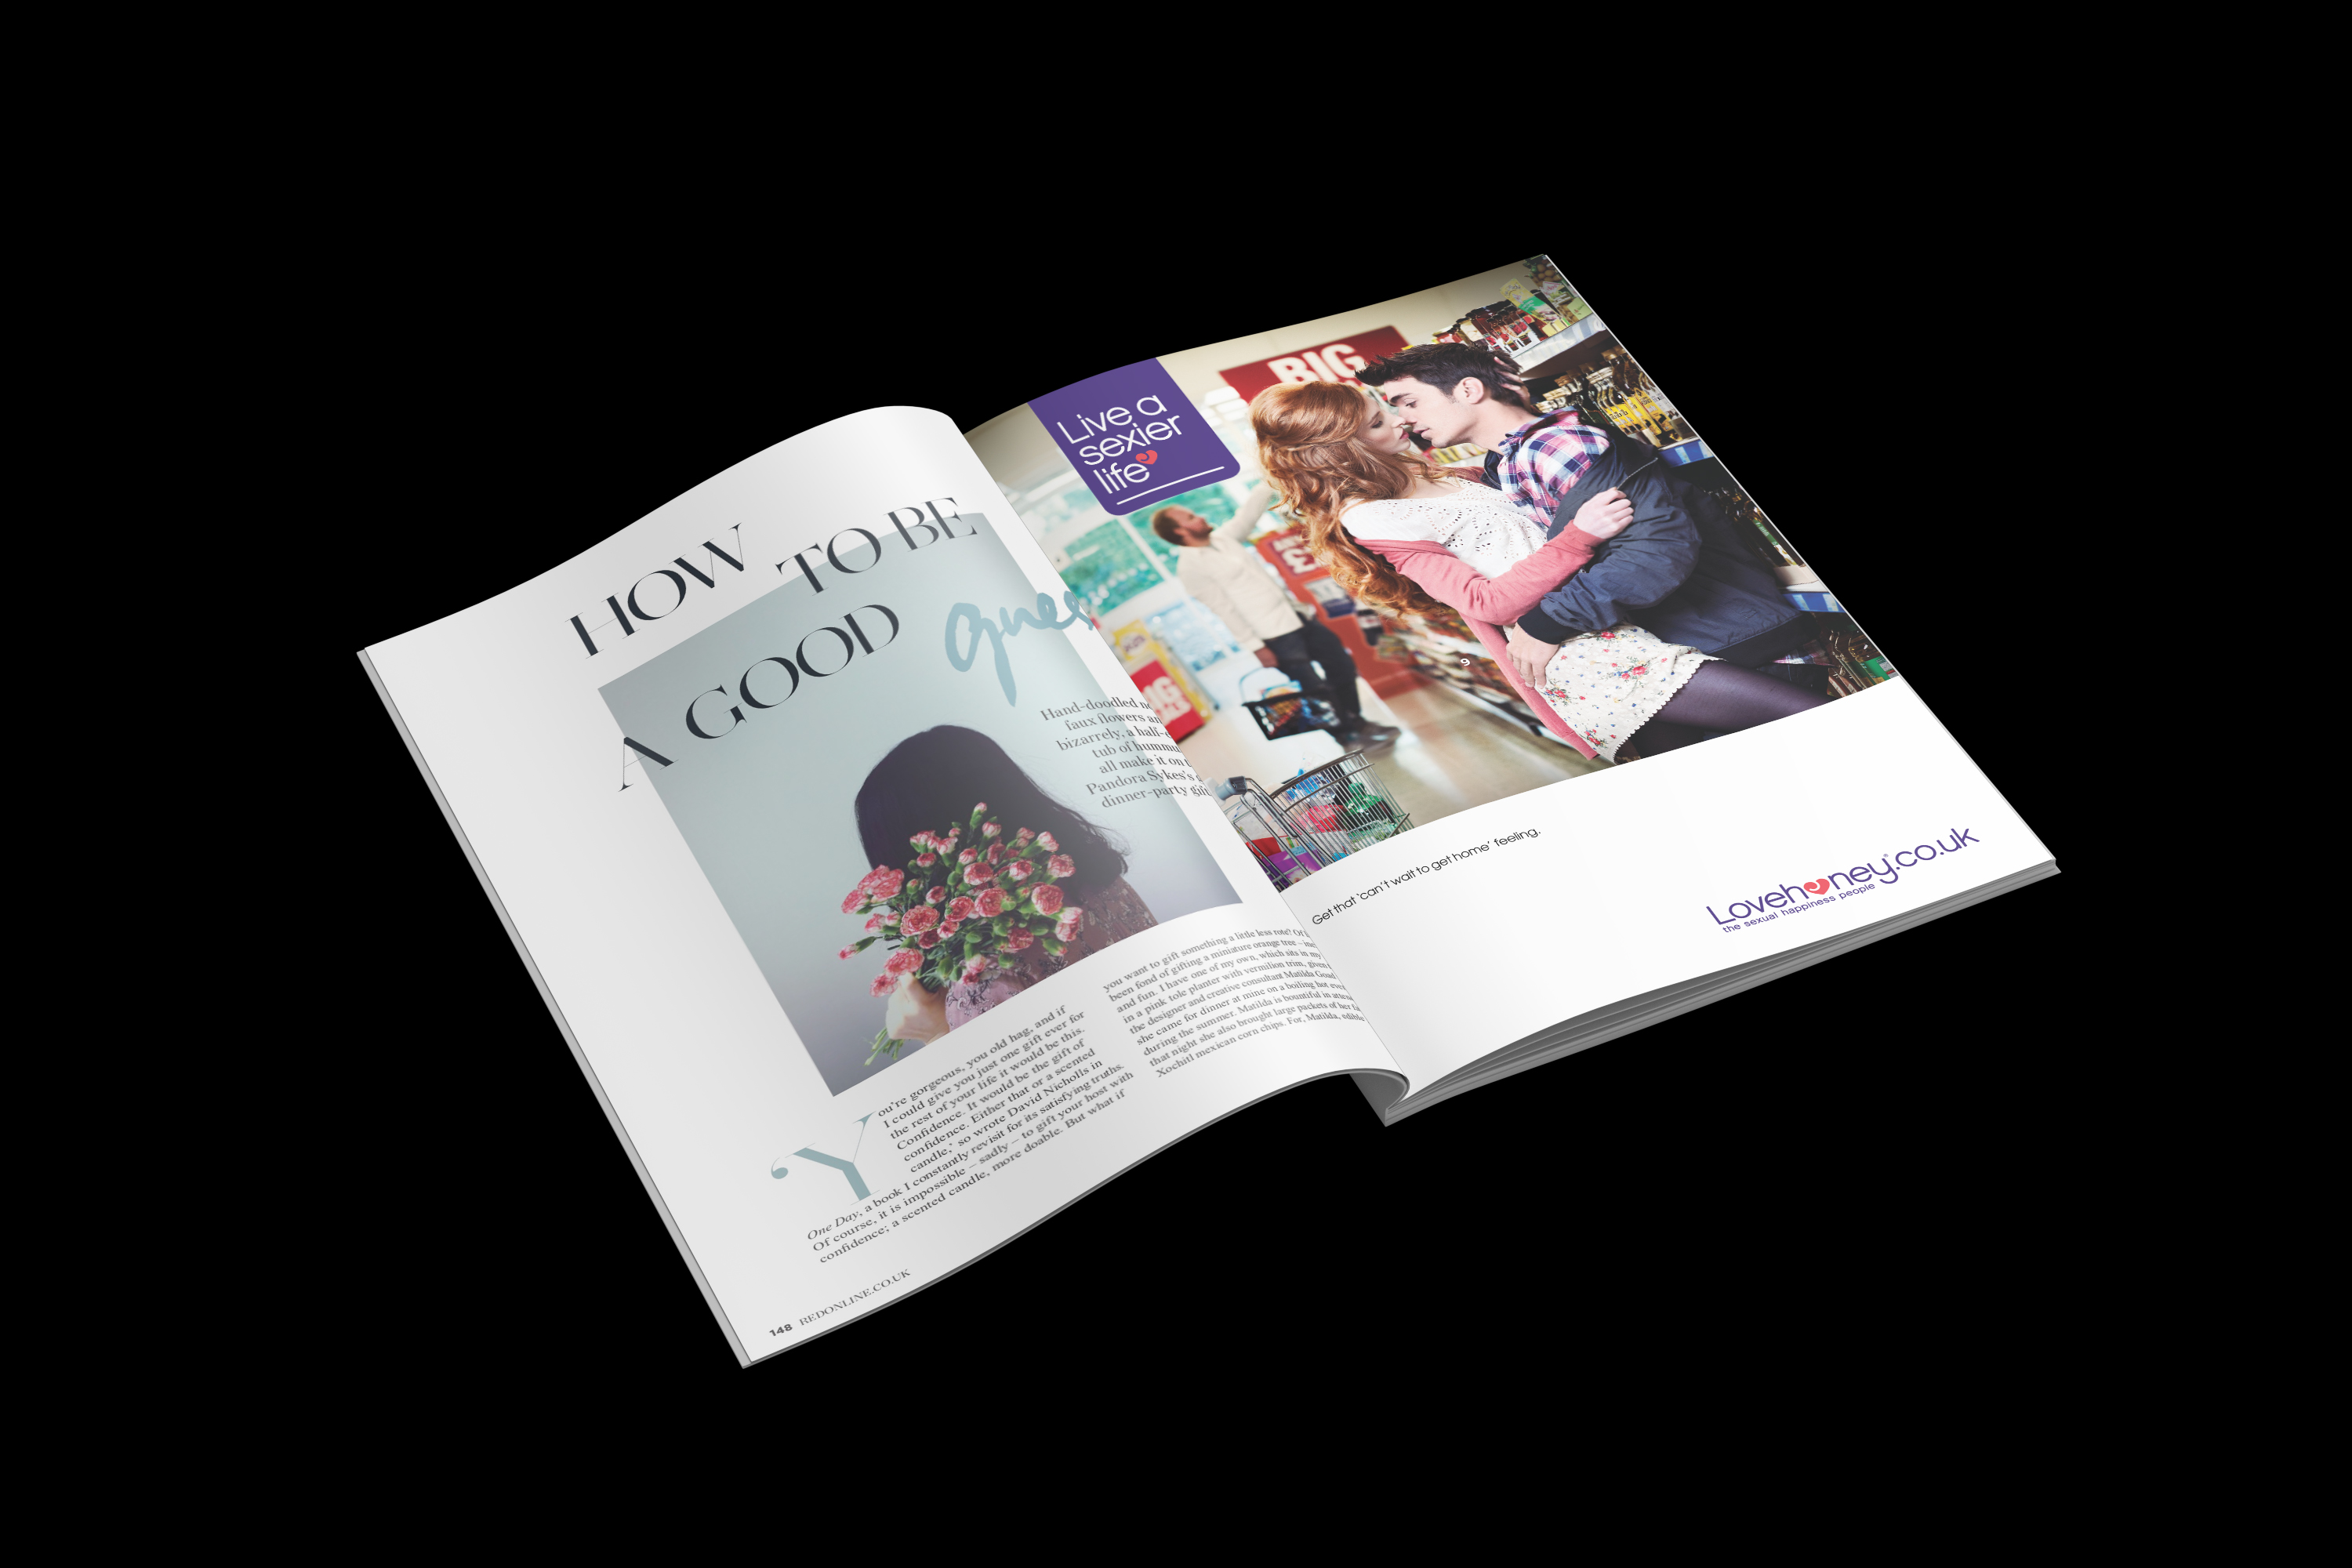 HOW TO BE
A GOOD
Hand-doodled
faux flowers
bizarrely, a
tub of
all make it on
Pandora Sykes's
dinner-party
You're gorgeous, you old hag, and if
I could give you just one gift ever for
the rest of your life it would be this.
Confidence. It would be the gift of
confidence. Either that or a scented
candle,' so wrote David Nicholls in
One Day, a book I constantly revisit for its satisfying truths.
Of course, it is impossible – sadly – to gift your host with
confidence; a scented candle, more doable. But what if
you want to gift something a little less rote?
been fond of gifting a miniature orange tree –
and fun. I have one of my own, which sits in my
in a pink tole planter with vermilion trim,
the designer and creative consultant Matilda
she came for dinner at mine on a boiling hot
during the summer. Matilda is bountiful in
that night she also brought large packets of her
Xochitl mexican corn chips. For, Matilda, edible
148 REDONLINE.CO.UK
Live a
sexier
life
BIG
9
Get that 'can't wait to get home' feeling.
Lovehoney.co.uk
the sexual happiness people